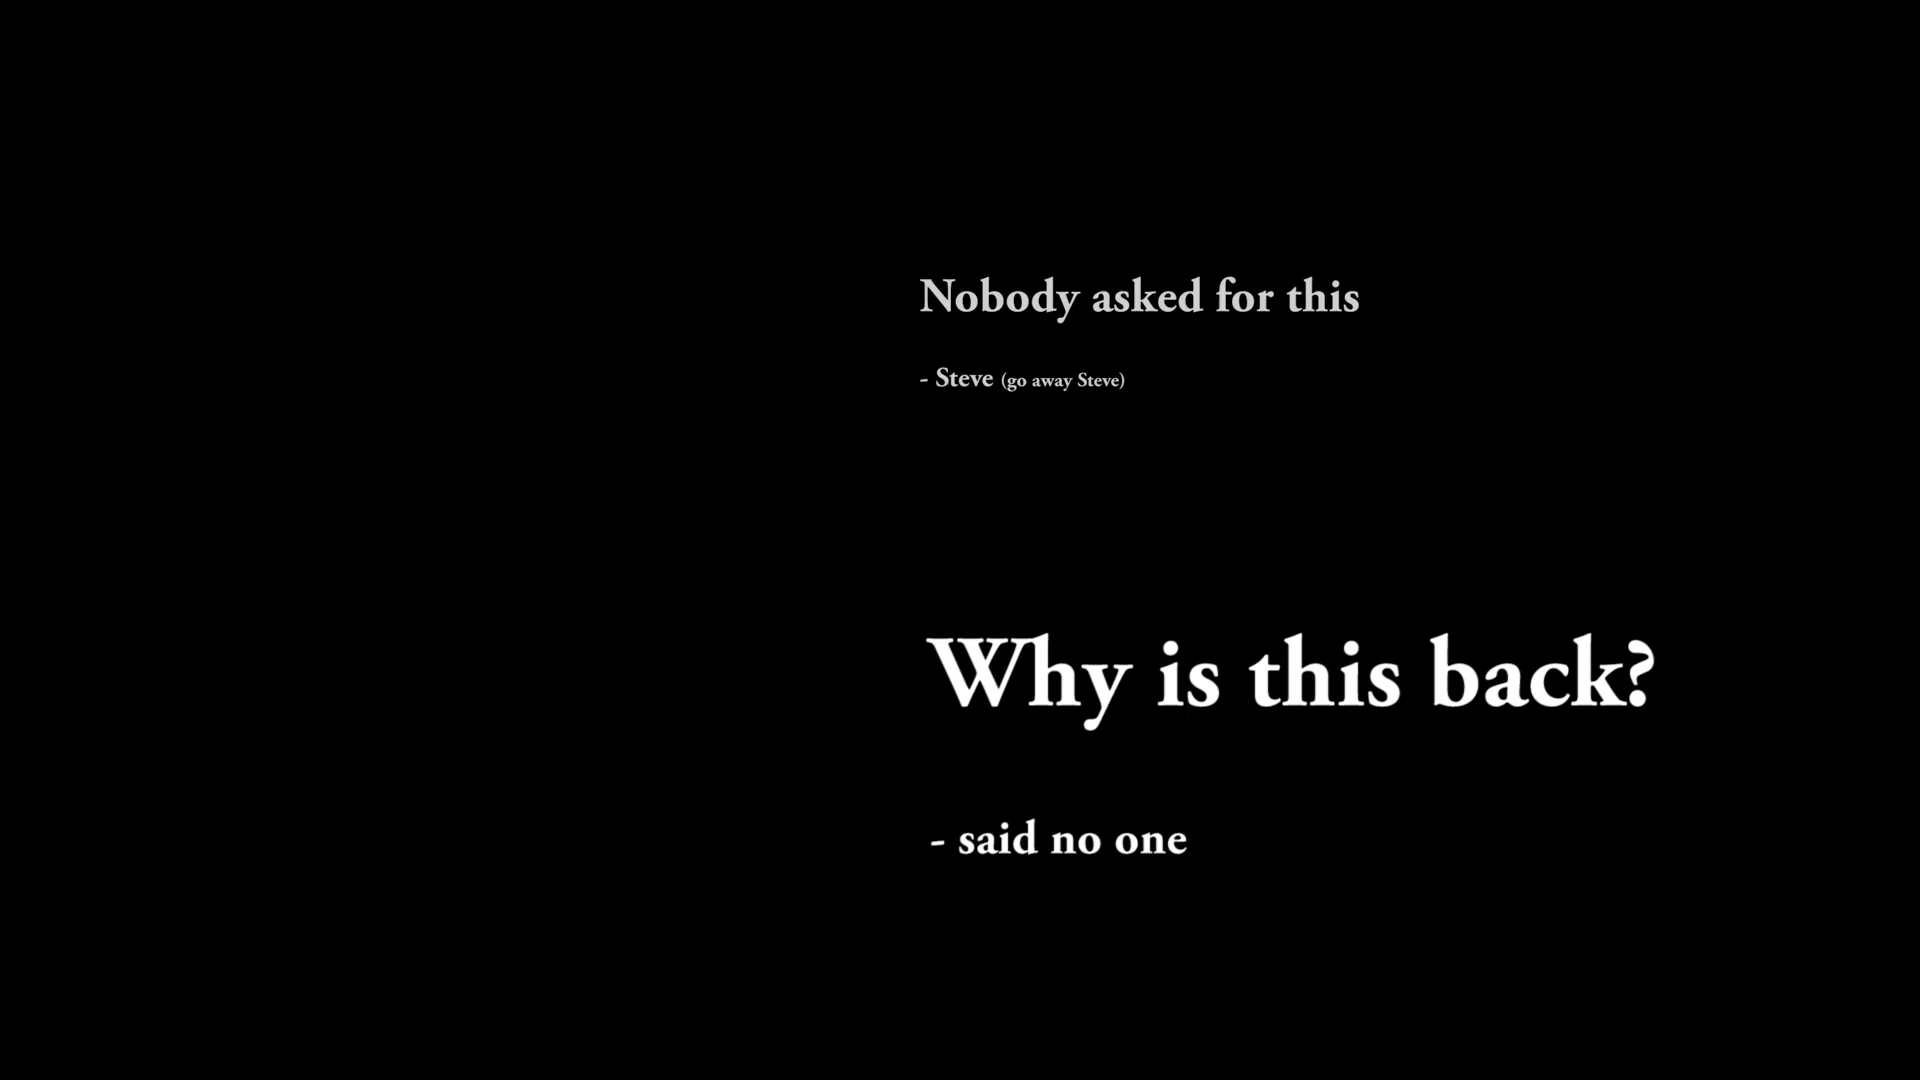 Nobody asked for this
- Steve (go away Steve)
Why is this back?
- said no one